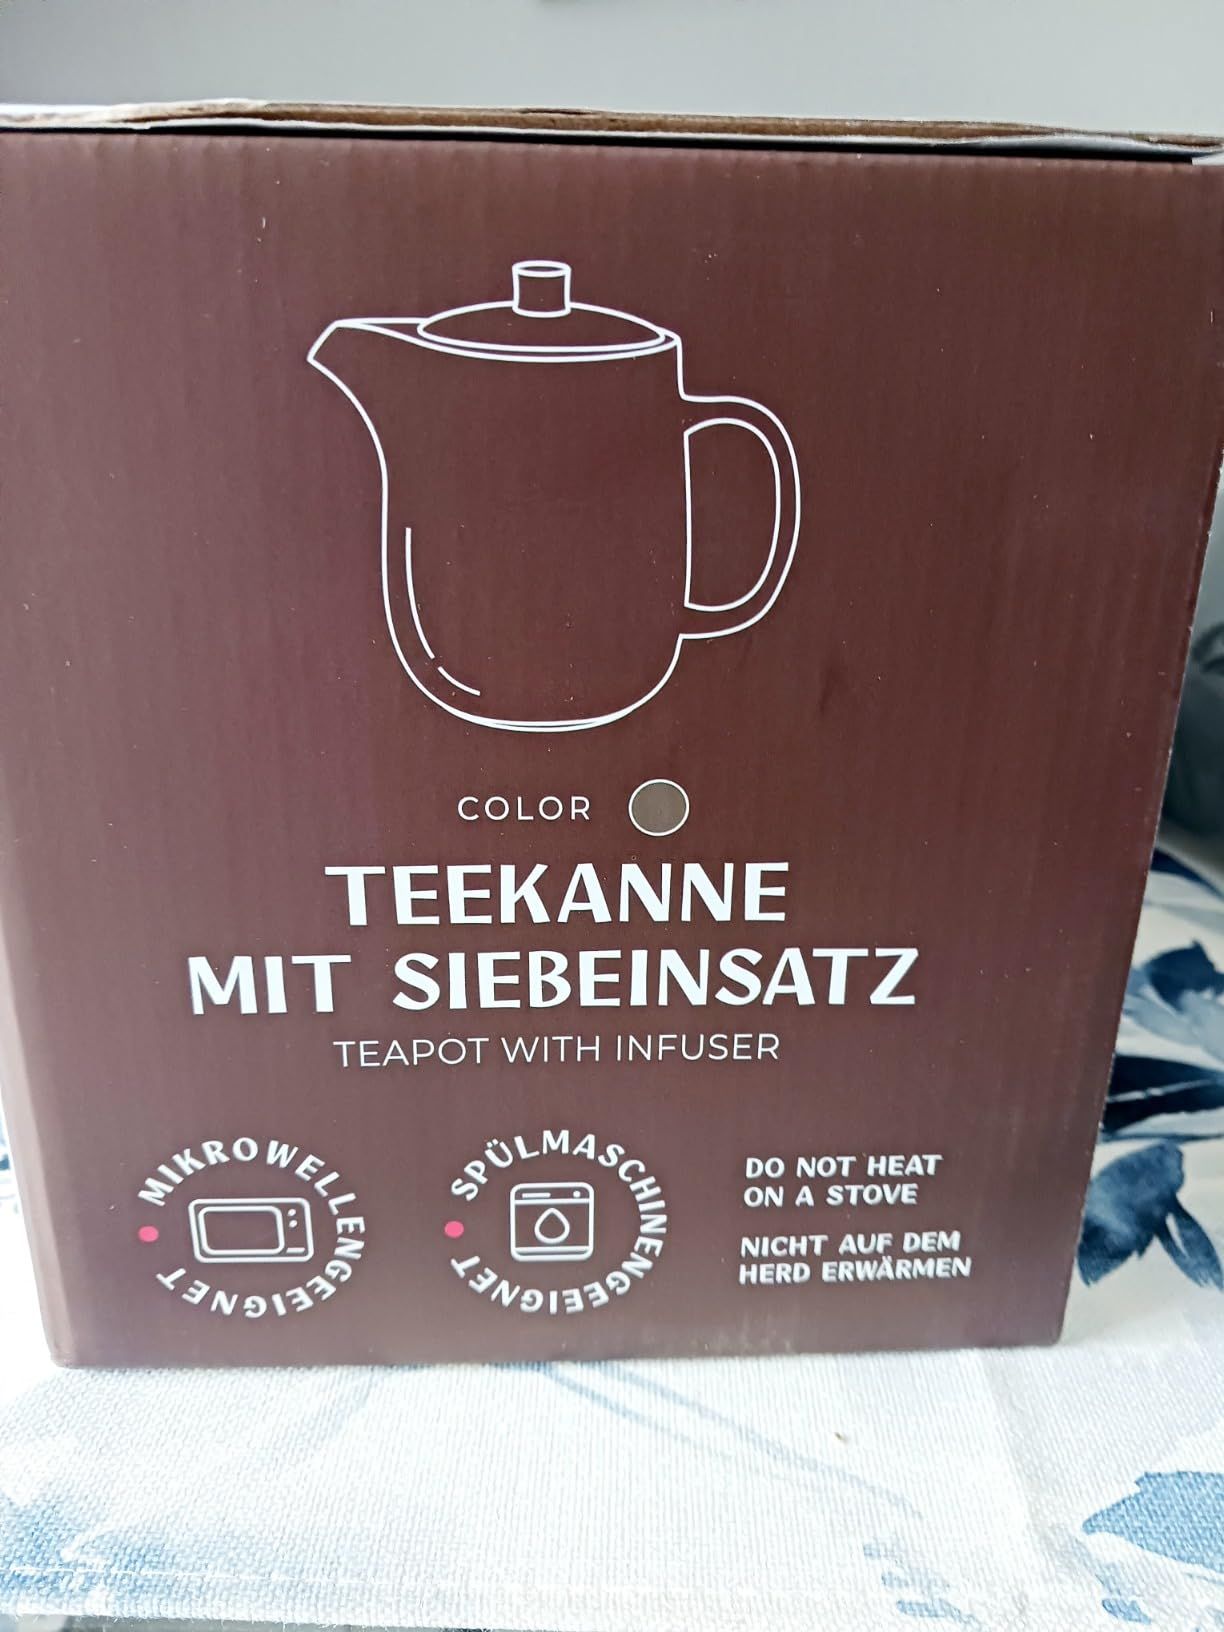 COLOR
TEEKANNE
MIT SIEBEINSATZ
TEAPOT WITH INFUSER
MIKROWELLENGEEIGNET
SPÜLMASCHINENGEEIGNET
DO NOT HEAT
ON A STOVE
NICHT AUF DEM
HERD ERWÄRMEN